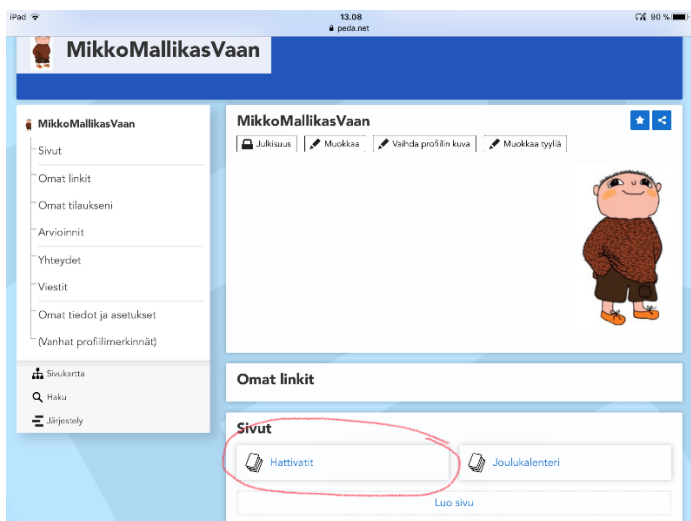 iPad 13.08 90 %
peda.net
MikkoMallikasVaan
MikkoMallikasVaan
Sivut
Omat linkit
Omat tilaukseni
Arvioinnit
Yhteydet
Viestit
Omat tiedot ja asetukset
(Vanhat profiilimerkinnät)
Sivukartta
Haku
Järjestely
MikkoMallikasVaan
Julkisuus Muokkaa Vaihda profiilin kuva Muokkaa tyyliä
Omat linkit
Sivut
Hattivatit Joulukalenteri
Luo sivu